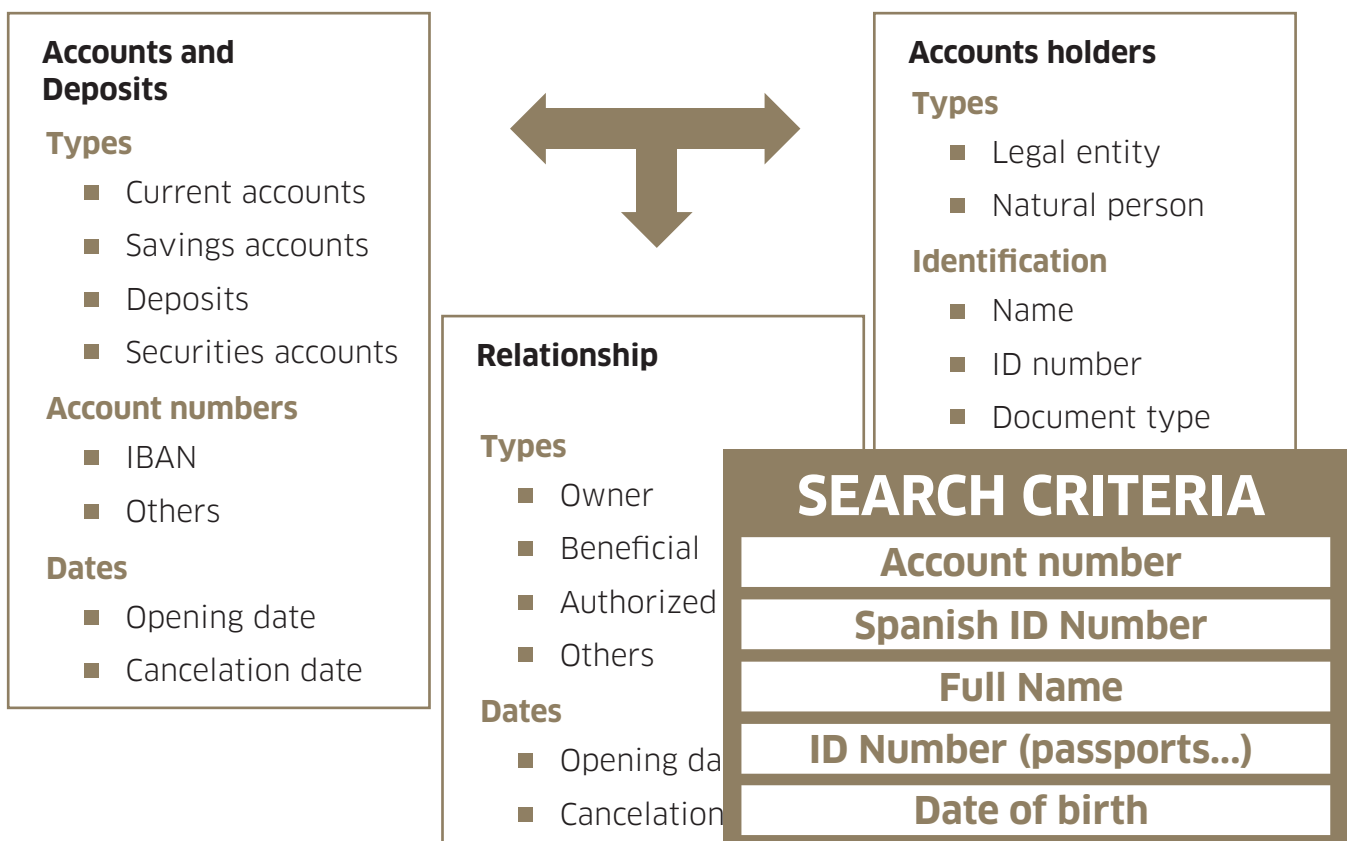 Accounts and
Deposits
Types
Current accounts
Savings accounts
Deposits
Securities accounts
Account numbers
IBAN
Others
Dates
Opening date
Cancelation date
Relationship
Types
Owner
Beneficial
Authorized
Others
Dates
Opening da
Cancelation
Accounts holders
Types
Legal entity
Natural person
Identification
Name
ID number
Document type
SEARCH CRITERIA
Account number
Spanish ID Number
Full Name
ID Number (passports...)
Date of birth